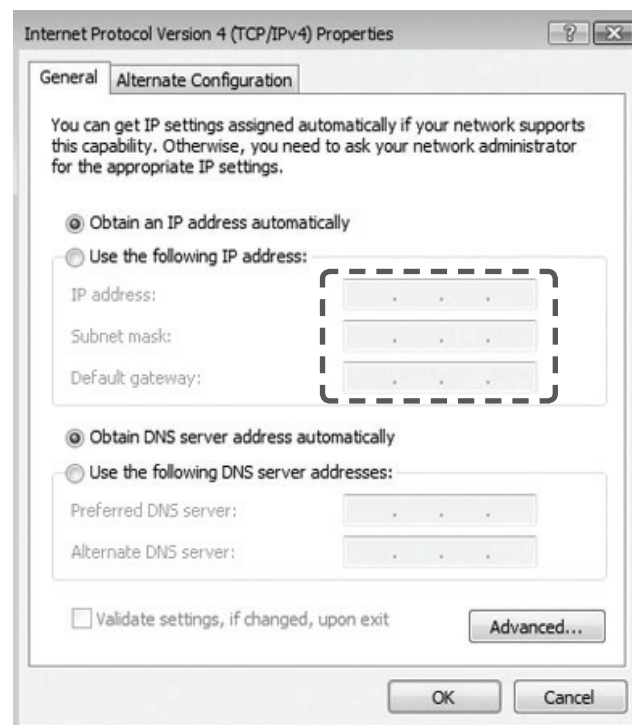 Internet Protocol Version 4 (TCP/IPv4) Properties
General
Alternate Configuration
You can get IP settings assigned automatically if your network supports
this capability. Otherwise, you need to ask your network administrator
for the appropriate IP settings.
Obtain an IP address automatically
Use the following IP address:
IP address:
Subnet mask:
Default gateway:
Obtain DNS server address automatically
Use the following DNS server addresses:
Preferred DNS server:
Alternate DNS server:
Validate settings, if changed, upon exit
Advanced...
OK
Cancel